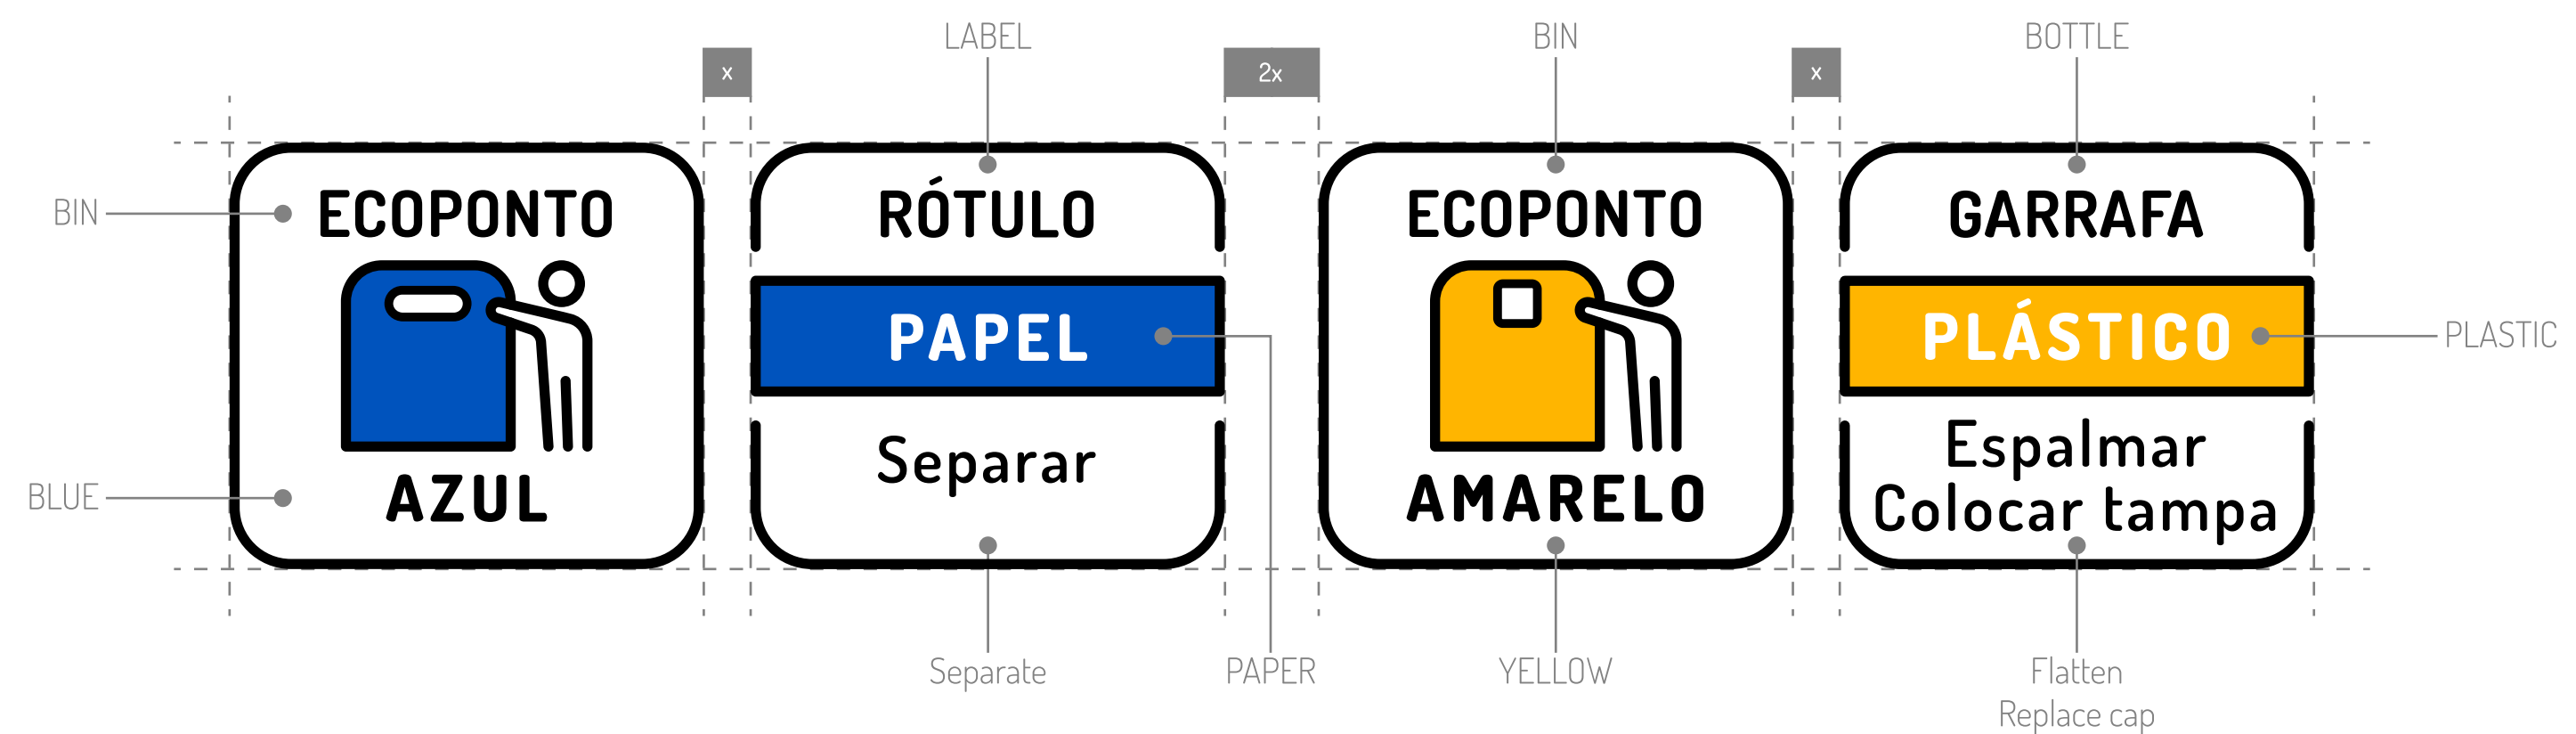 LABEL
BIN
BOTTLE
x
2x
x
BIN
ECOPONTO
AZUL
BLUE
RÓTULO
PAPEL
Separar
Separate
PAPER
ECOPONTO
AMARELO
YELLOW
GARRAFA
PLÁSTICO
PLASTIC
Espalmar
Colocar tampa
Flatten
Replace cap